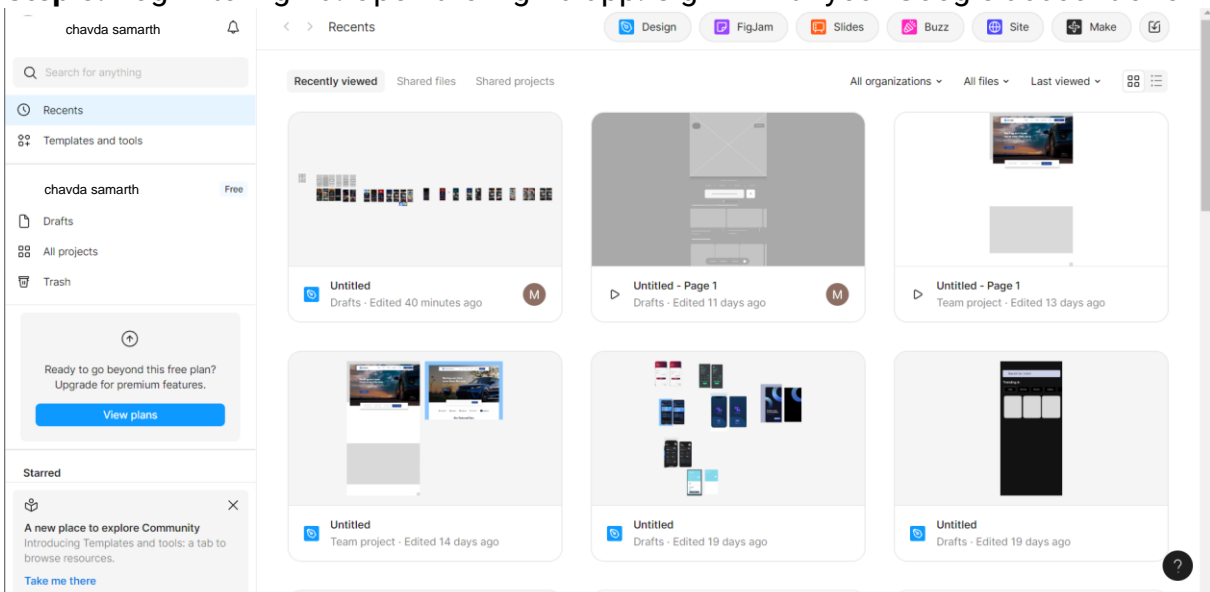 chavda samarth
Recents
Design
FigJam
Slides
Buzz
Site
Make
Search for anything
Recents
Templates and tools
chavda samarth
Free
Drafts
All projects
Trash
Ready to go beyond this free plan?
Upgrade for premium features.
View plans
Starred
A new place to explore Community
Introducing Templates and tools: a tab to
browse resources.
Take me there
Recently viewed
Shared files
Shared projects
All organizations
All files
Last viewed
Untitled
Drafts · Edited 40 minutes ago
M
Untitled - Page 1
Drafts · Edited 11 days ago
M
Untitled - Page 1
Team project · Edited 13 days ago
Untitled
Team project · Edited 14 days ago
Untitled
Drafts · Edited 19 days ago
Untitled
Drafts · Edited 19 days ago
?